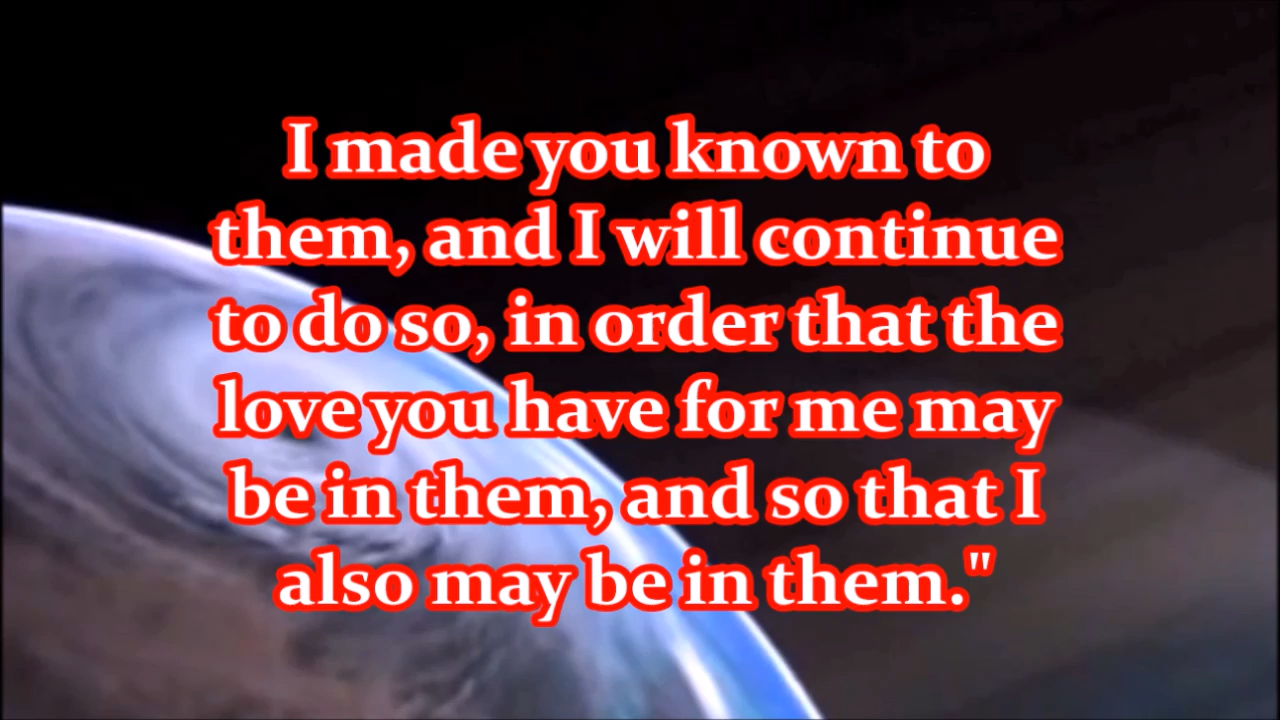 I made you known to
them, and I will continue
to do so, in order that the
love you have for me may
be in them, and so that I
also may be in them."